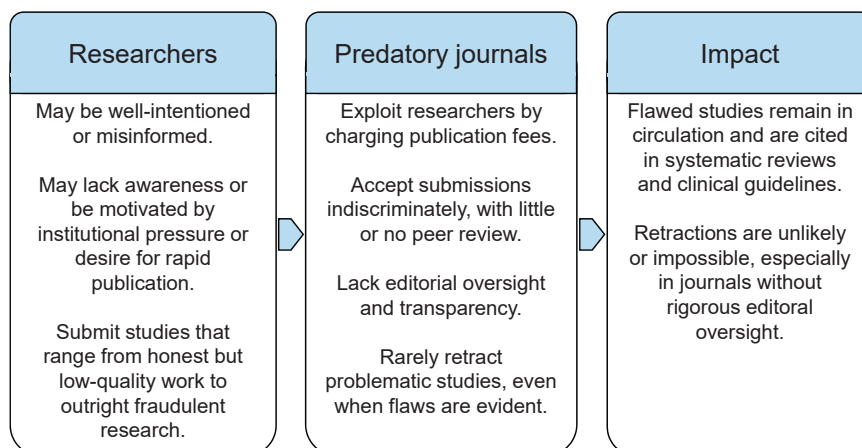 Researchers
May be well-intentioned
or misinformed.
May lack awareness or
be motivated by
institutional pressure or
desire for rapid
publication.
Submit studies that
range from honest but
low-quality work to
outright fraudulent
research.
Predatory journals
Exploit researchers by
charging publication fees.
Accept submissions
indiscriminately, with little
or no peer review.
Lack editorial oversight
and transparency.
Rarely retract
problematic studies, even
when flaws are evident.
Impact
Flawed studies remain in
circulation and are cited
in systematic reviews
and clinical guidelines.
Retractions are unlikely
or impossible, especially
in journals without
rigorous editoral
oversight.